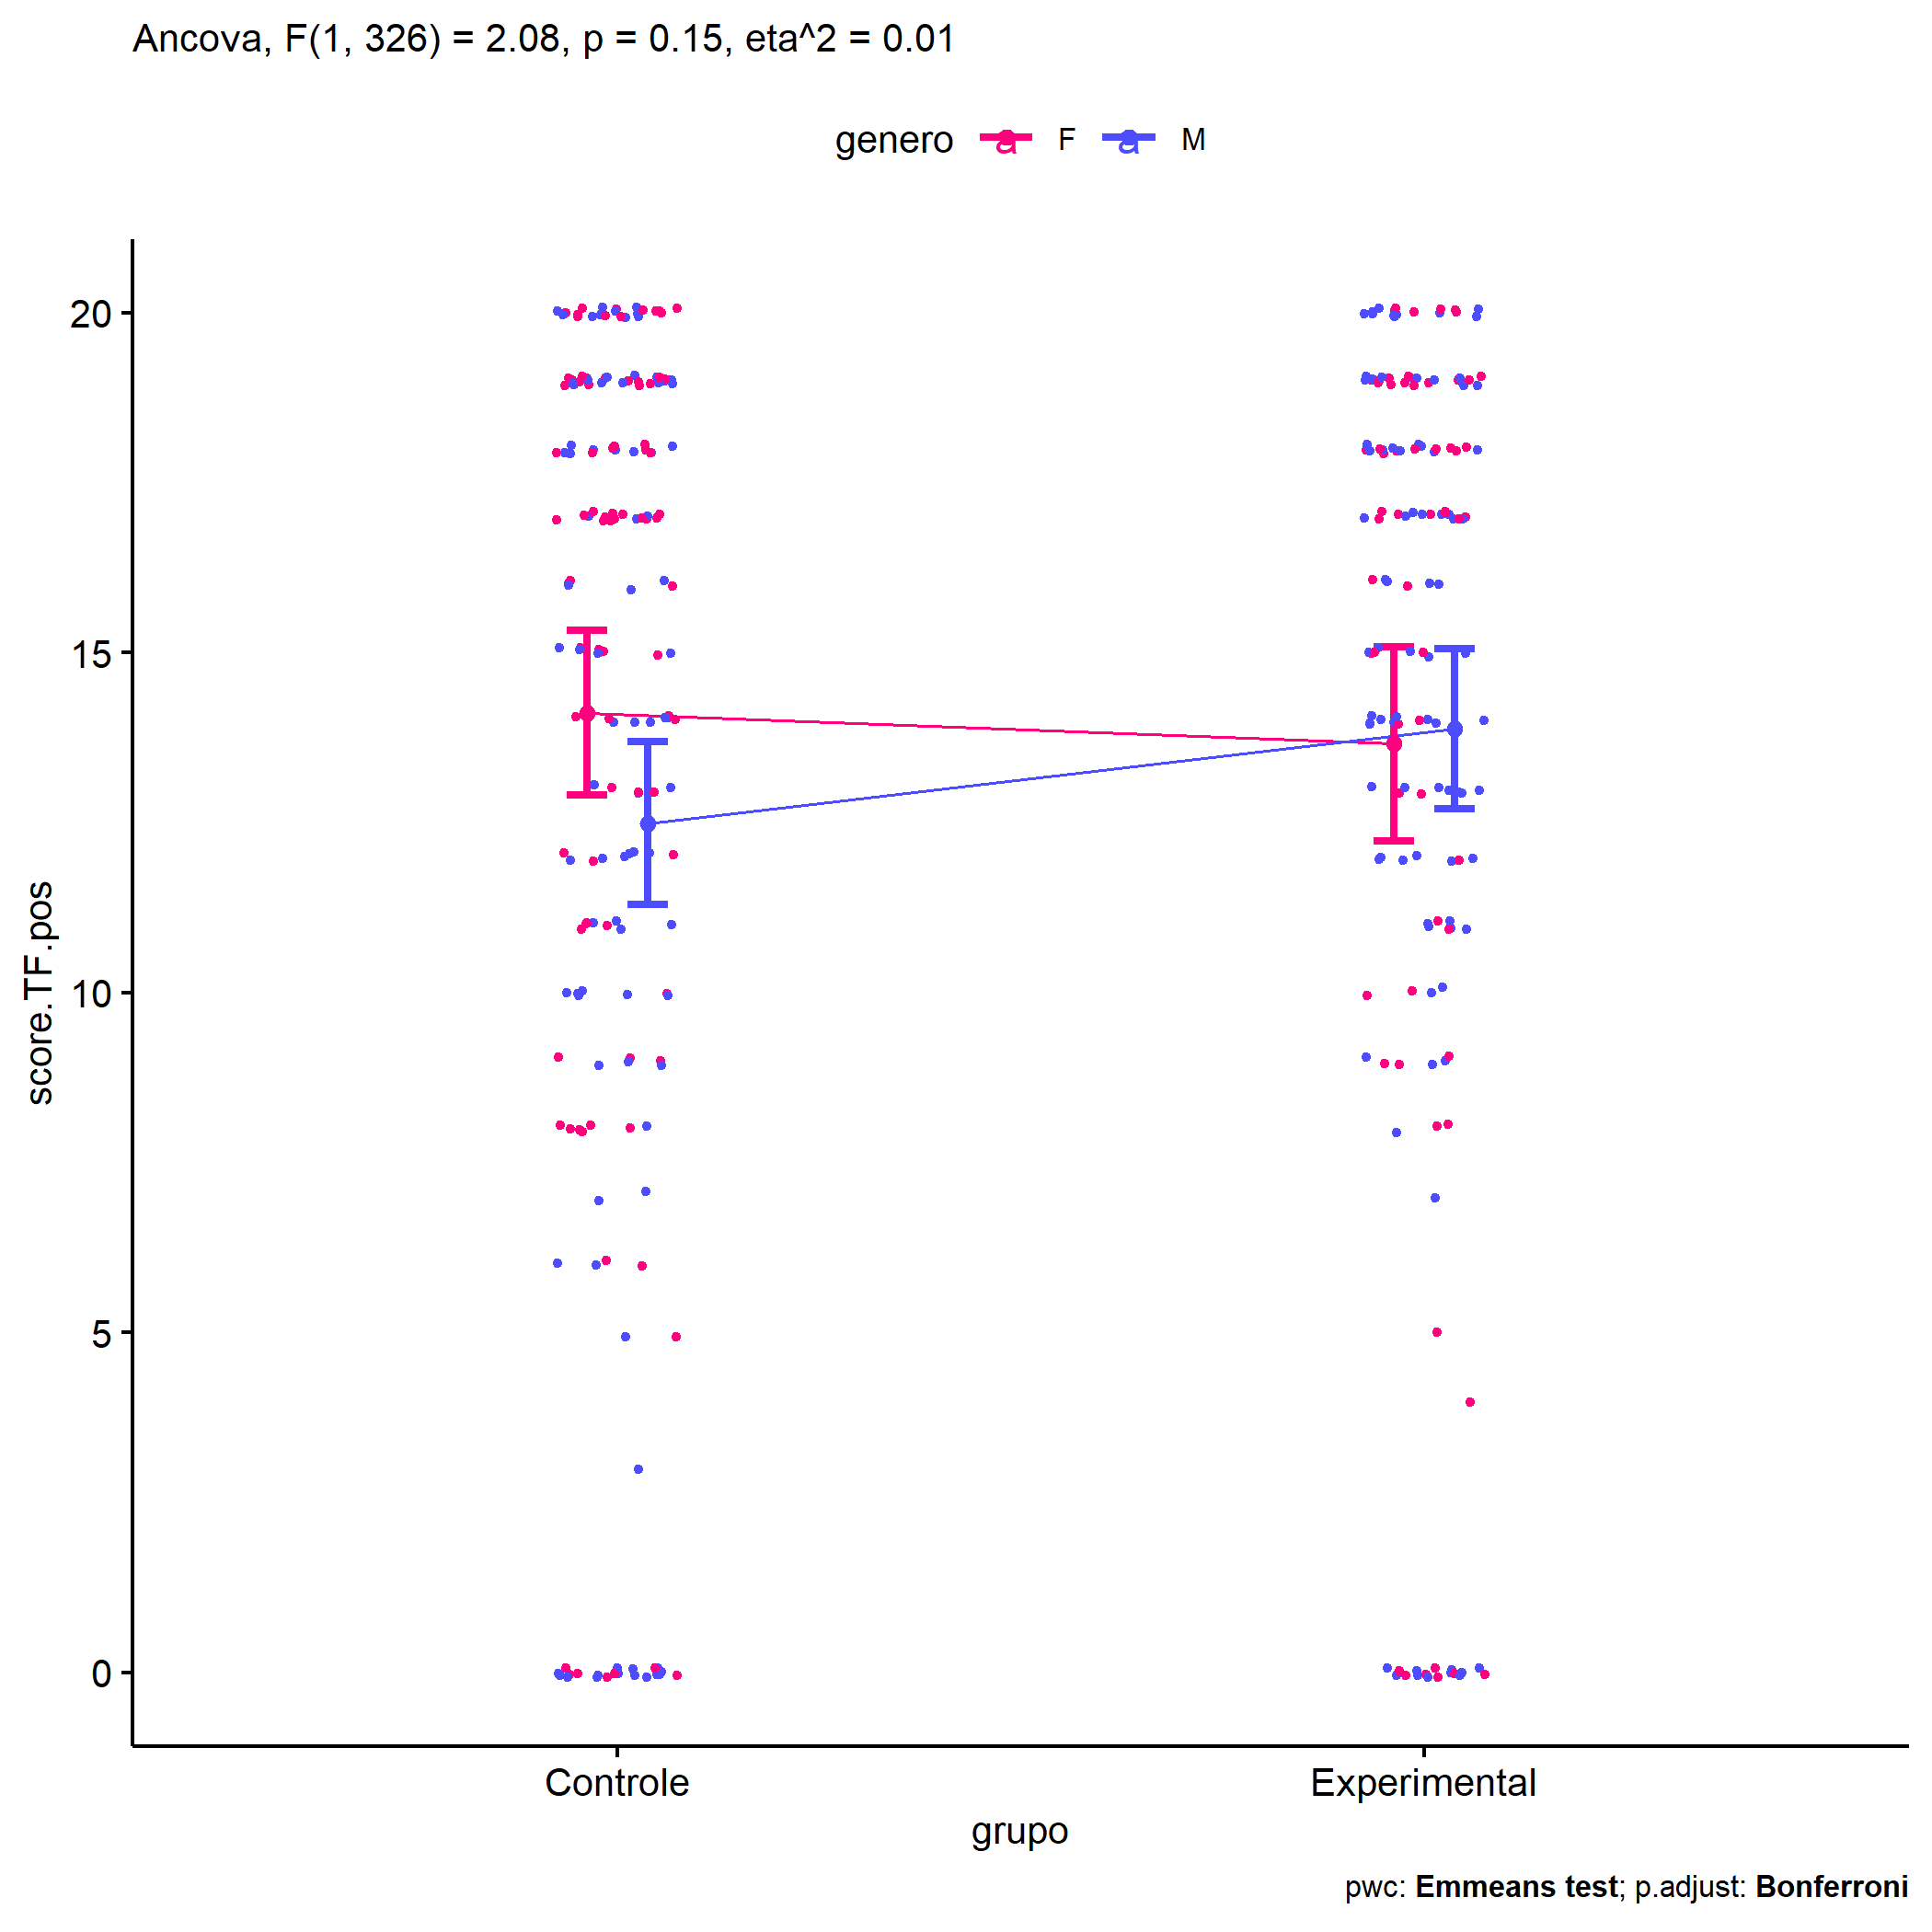 Ancova, F(1, 326) = 2.08, p = 0.15, eta^2 = 0.01
genero a F a M
score.TF.pos
20
15
10
5
0
Controle Experimental
grupo
pwc: Emmeans test; p.adjust: Bonferroni